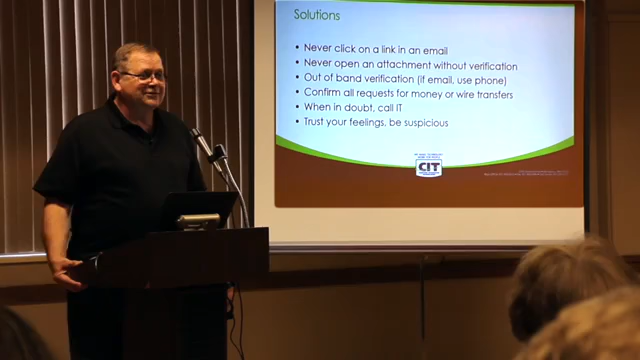 Solutions
• Never click on a link in an email
• Never open an attachment without verification
• Out of band verification (if email, use phone)
• Confirm all requests for money or wire transfers
• When in doubt, call IT
• Trust your feelings, be suspicious
CIT